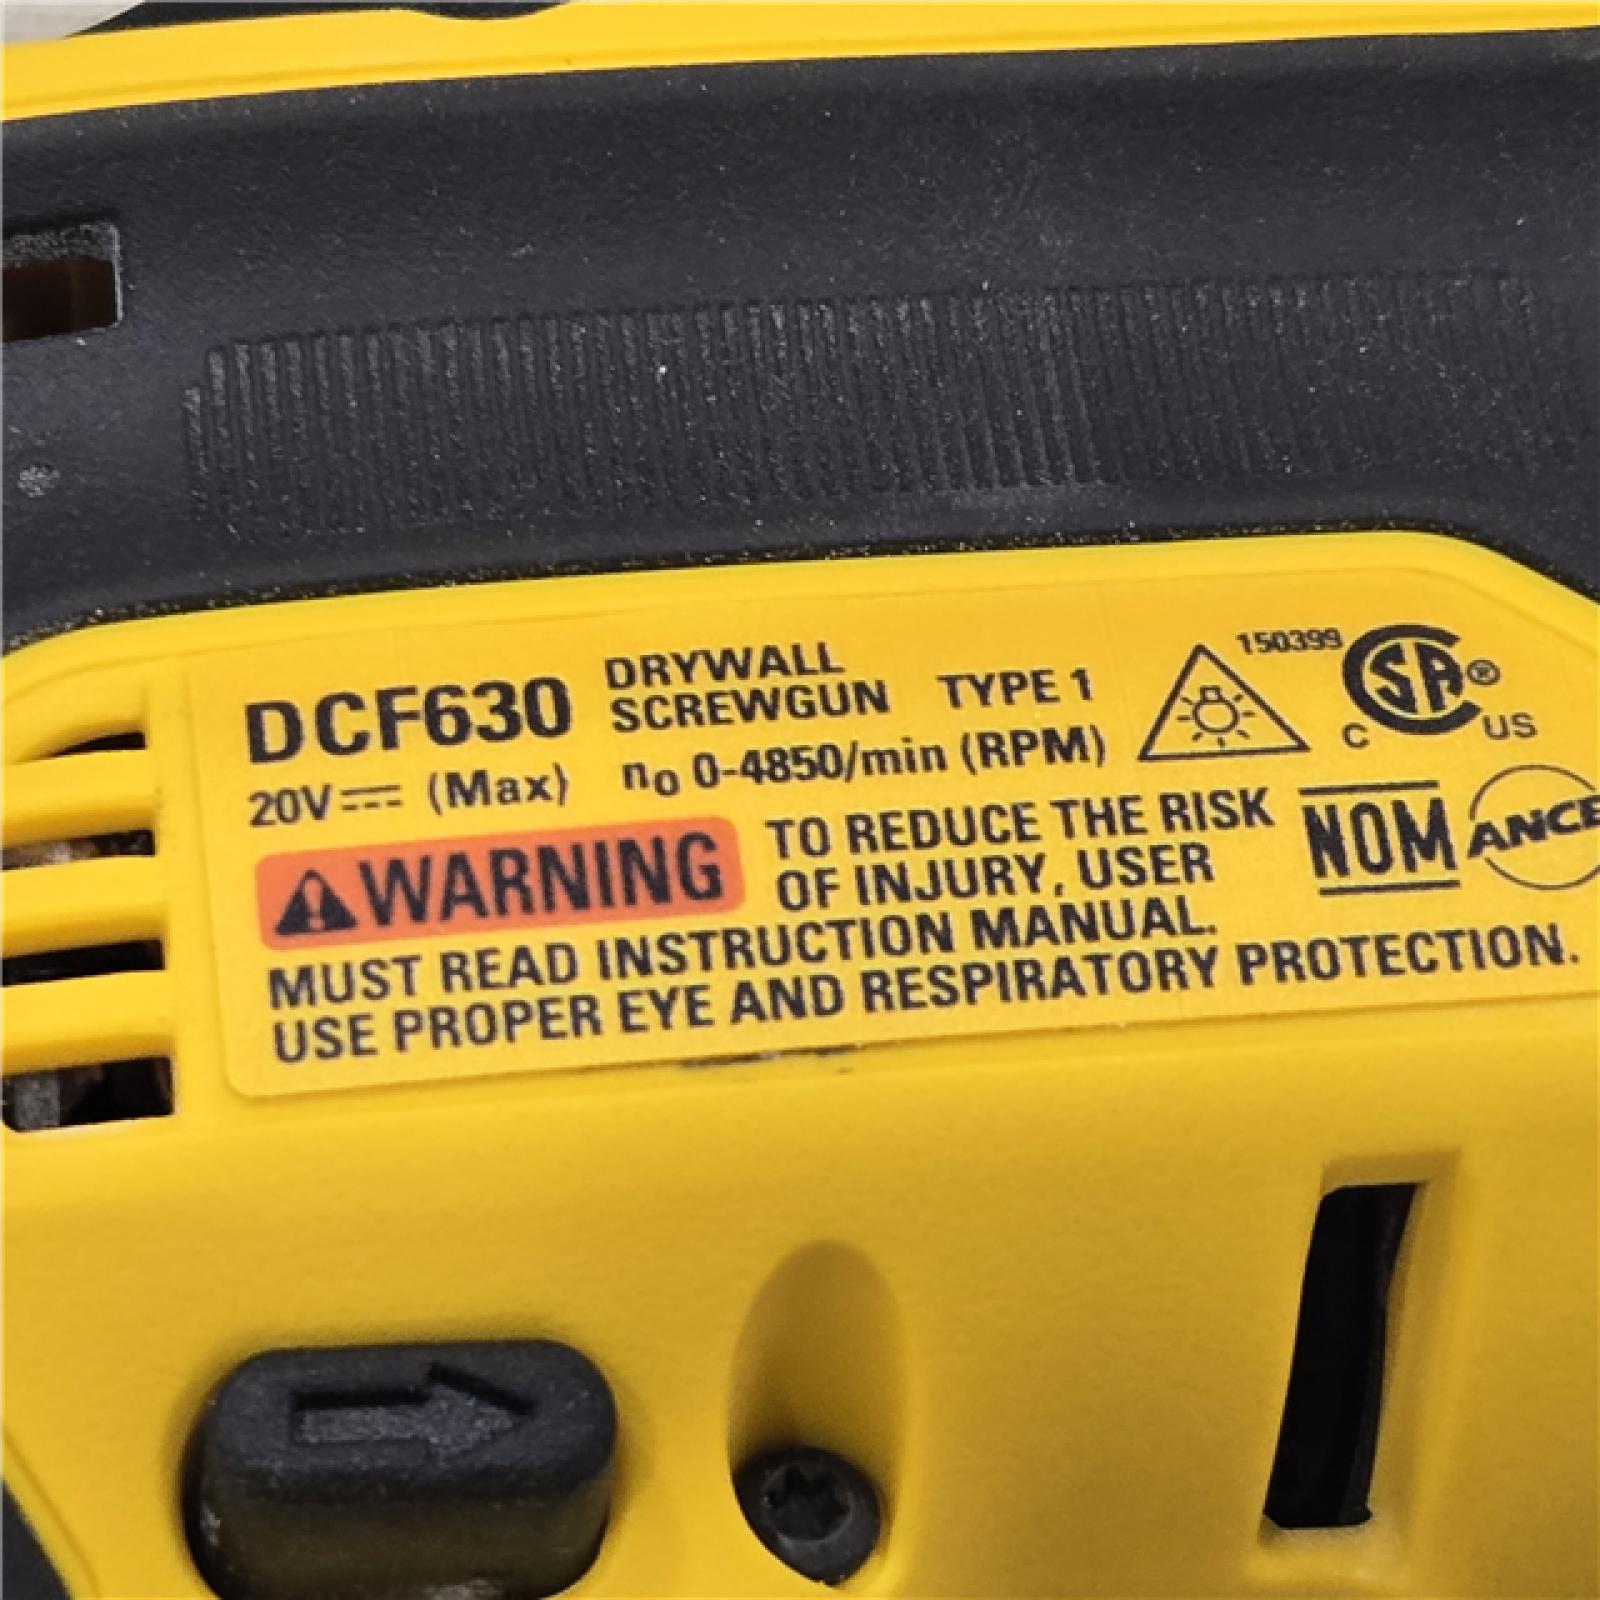 DCF630 DRYWALL SCREWGUN TYPE 1
20V (Max) no 0-4850/min (RPM)
150399
CSA®
C US
WARNING TO REDUCE THE RISK
OF INJURY, USER
MUST READ INSTRUCTION MANUAL.
USE PROPER EYE AND RESPIRATORY PROTECTION.
NOM ANCE